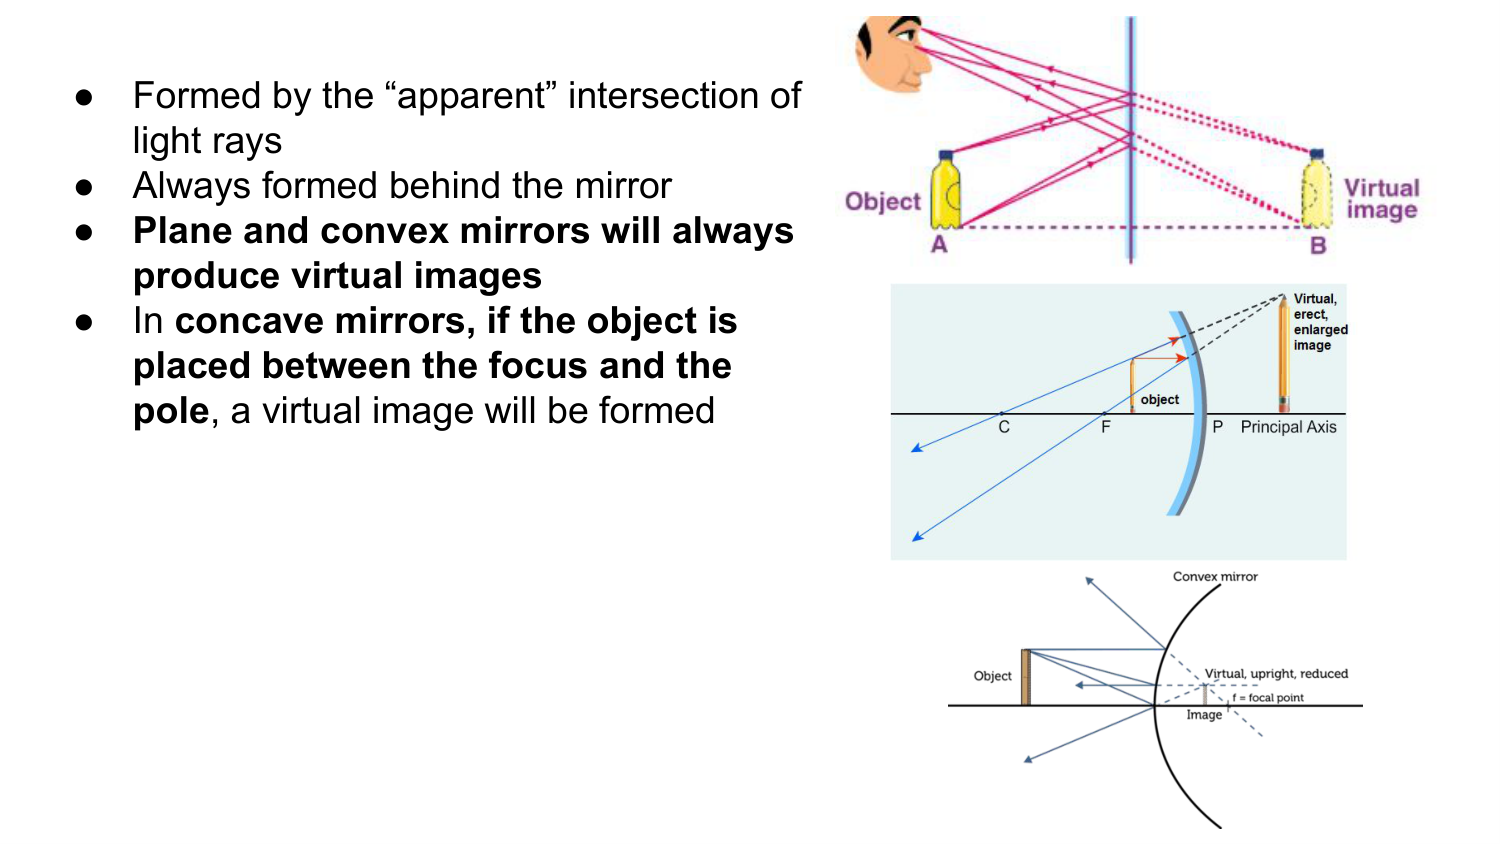 ● Formed by the “apparent” intersection of
light rays
● Always formed behind the mirror
● Plane and convex mirrors will always
produce virtual images
● In concave mirrors, if the object is
placed between the focus and the
pole, a virtual image will be formed
Object
A
Virtual
image
B
Virtual,
erect,
enlarged
image
object
C
F
P
Principal Axis
Convex mirror
Object
Virtual, upright, reduced
f = focal point
Image